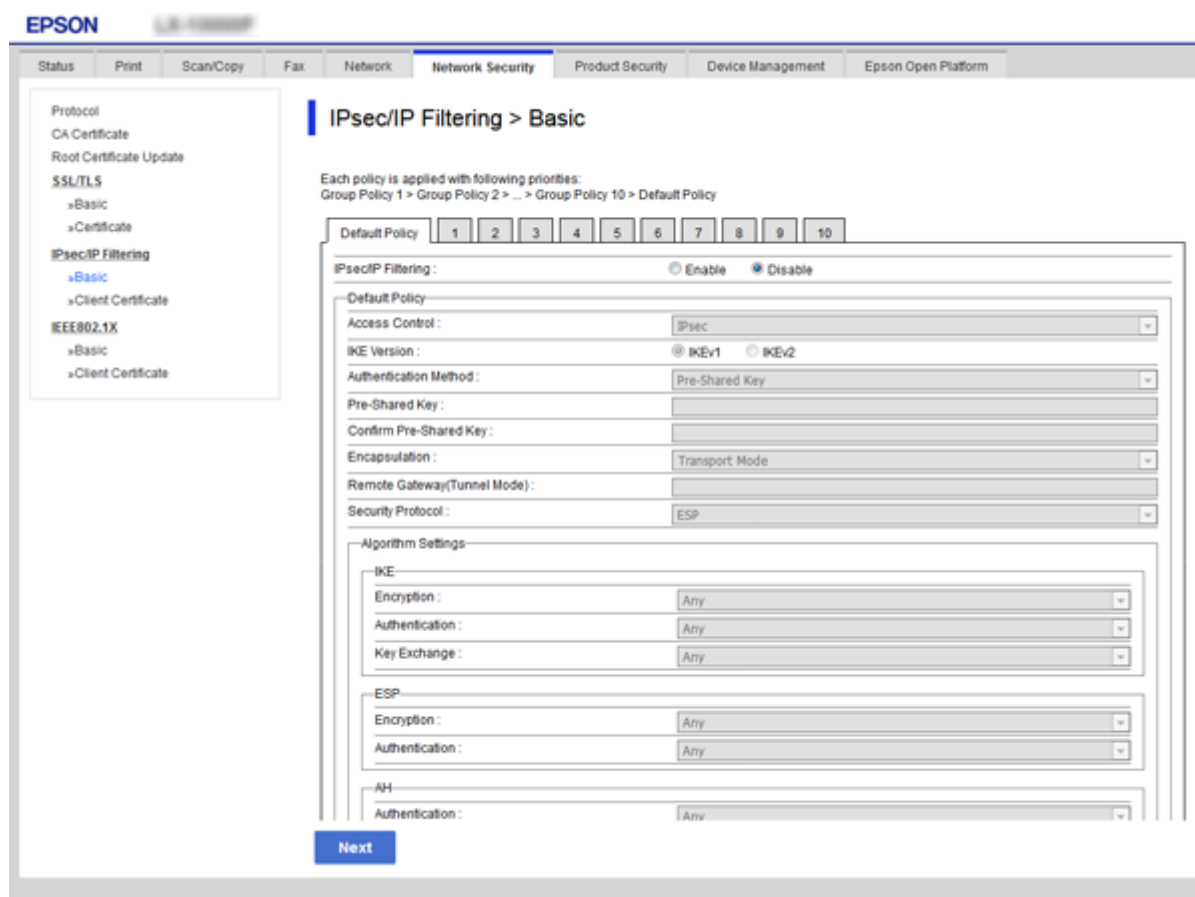 EPSON
Status Print Scan/Copy Fax Network Network Security Product Security Device Management Epson Open Platform
Protocol
CA Certificate
Root Certificate Update
SSL/TLS
»Basic
»Certificate
IPsec/IP Filtering
»Basic
»Client Certificate
IEEE802.1X
»Basic
»Client Certificate
IPsec/IP Filtering > Basic
Each policy is applied with following priorities:
Group Policy 1 > Group Policy 2 > ... > Group Policy 10 > Default Policy
Default Policy 1 2 3 4 5 6 7 8 9 10
IPsec/IP Filtering : Enable Disable
Default Policy
Access Control : IPsec
IKE Version : IKEv1 IKEv2
Authentication Method : Pre-Shared Key
Pre-Shared Key :
Confirm Pre-Shared Key :
Encapsulation : Transport Mode
Remote Gateway(Tunnel Mode) :
Security Protocol : ESP
Algorithm Settings
IKE
Encryption : Any
Authentication : Any
Key Exchange : Any
ESP
Encryption : Any
Authentication : Any
AH
Authentication : Any
Next